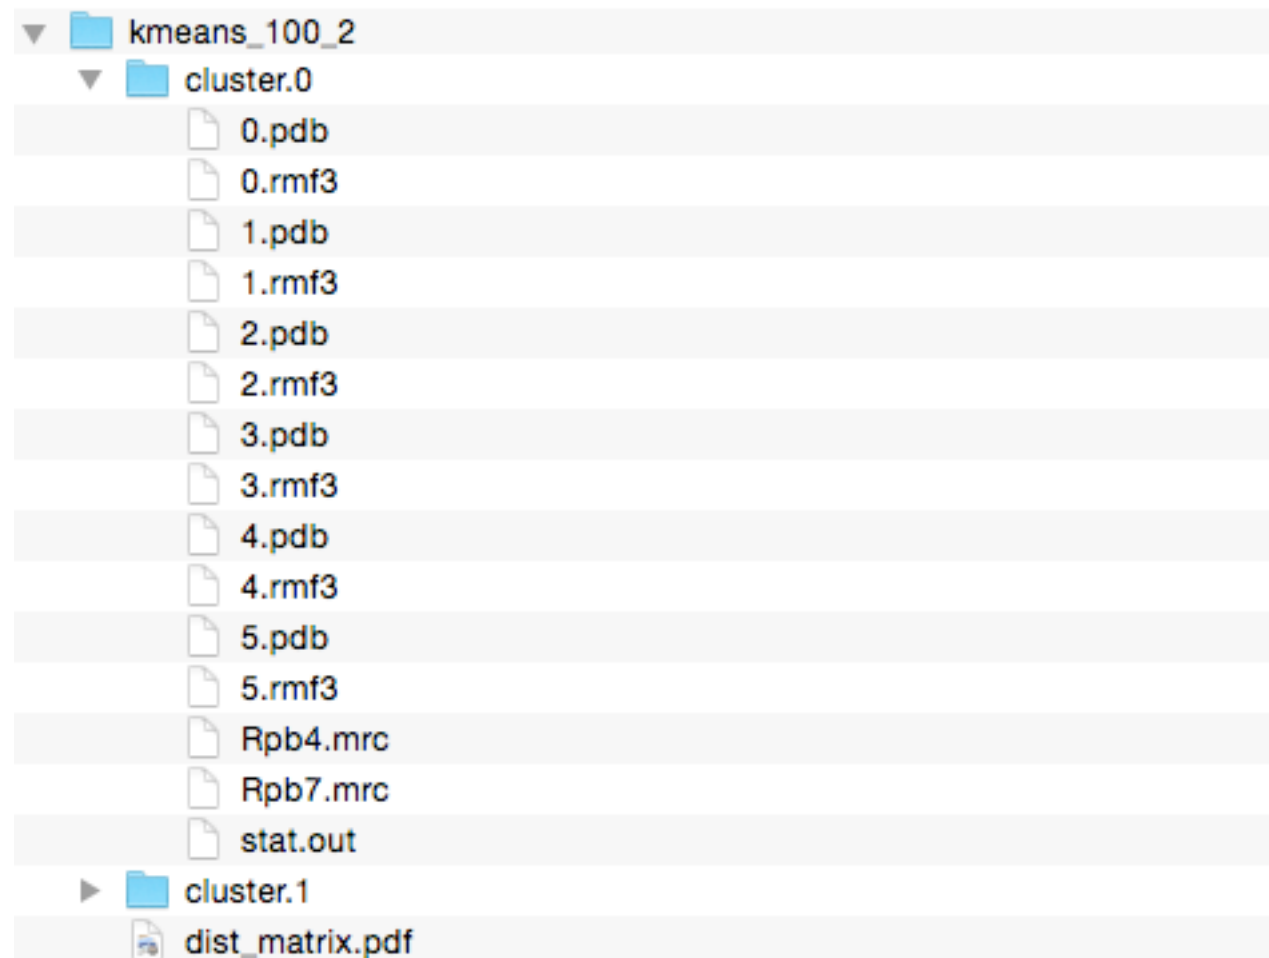 kmeans_100_2
cluster.0
0.pdb
0.rmf3
1.pdb
1.rmf3
2.pdb
2.rmf3
3.pdb
3.rmf3
4.pdb
4.rmf3
5.pdb
5.rmf3
Rpb4.mrc
Rpb7.mrc
stat.out
cluster.1
dist_matrix.pdf